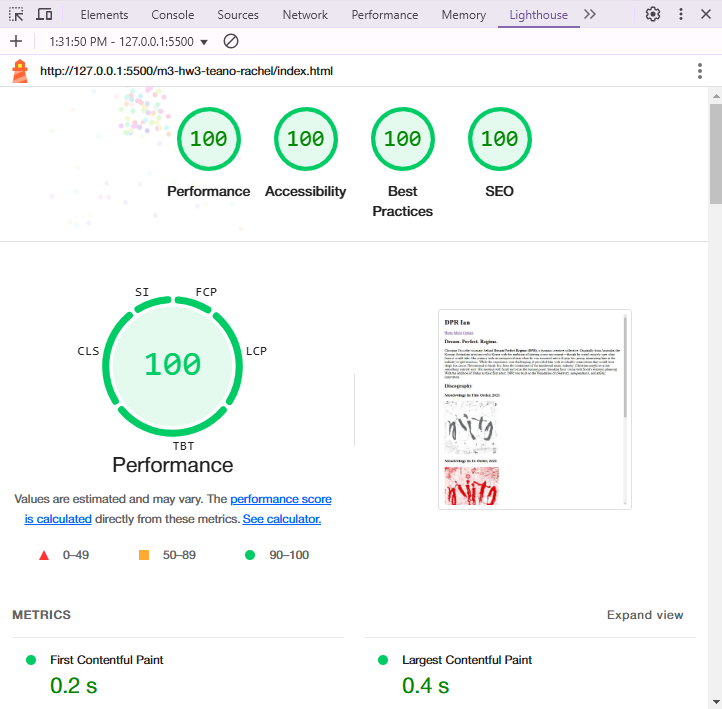 Elements Console Sources Network Performance Memory Lighthouse
1:31:50 PM - 127.0.0.1:5500
http://127.0.0.1:5500/m3-hw3-teano-rachel/index.html
100 100 100 100
Performance Accessibility Best Practices SEO
SI FCP
CLS LCP
100
TBT
Performance
Values are estimated and may vary. The performance score
is calculated directly from these metrics. See calculator.
0–49 50–89 90–100
DPR Ian
Dream. Perfect. Regime.
Discography
METRICS
Expand view
First Contentful Paint
0.2 s
Largest Contentful Paint
0.4 s